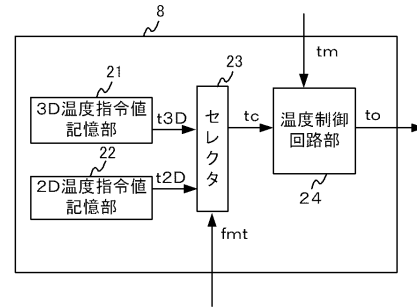 8
21
23
tm
3D温度指令値
記憶部
t3D
セレクタ
tc
温度制御
回路部
to
22
2D温度指令値
記憶部
t2D
24
fmt